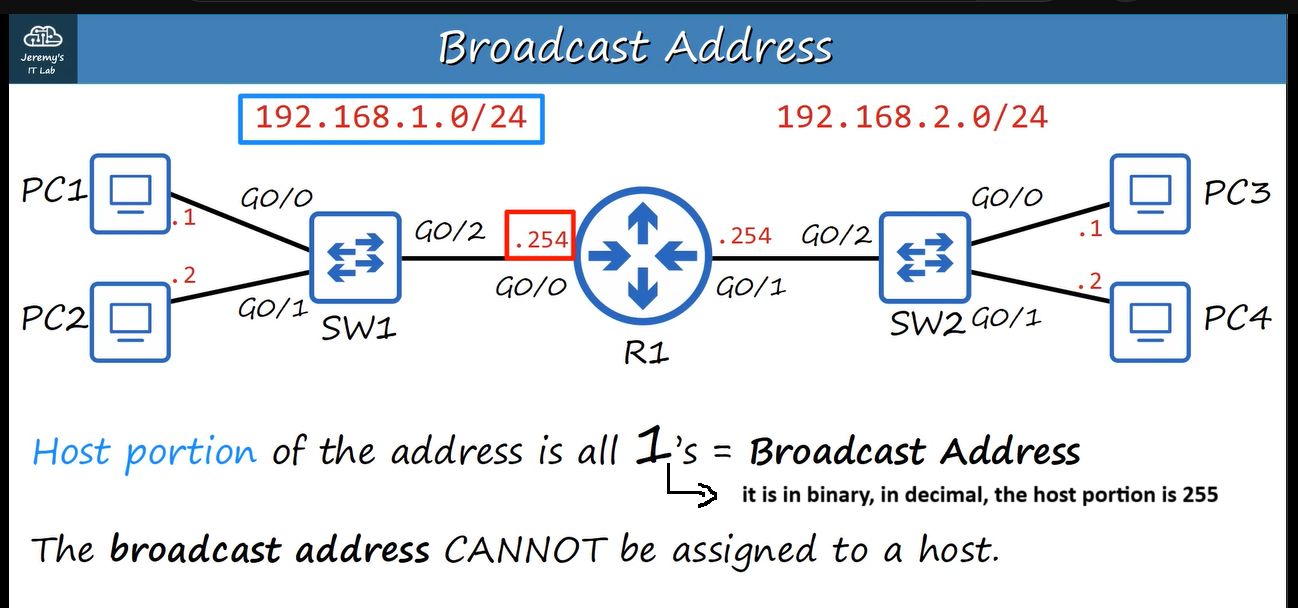 Jeremy's
IT Lab
Broadcast Address
192.168.1.0/24
192.168.2.0/24
PC1
.1
G0/0
G0/2
.254
.254
G0/2
G0/0
.1
PC3
PC2
.2
G0/1
SW1
G0/0
R1
G0/1
SW2
G0/1
.2
PC4
Host portion of the address is all 1's = Broadcast Address
it is in binary, in decimal, the host portion is 255
The broadcast address CANNOT be assigned to a host.